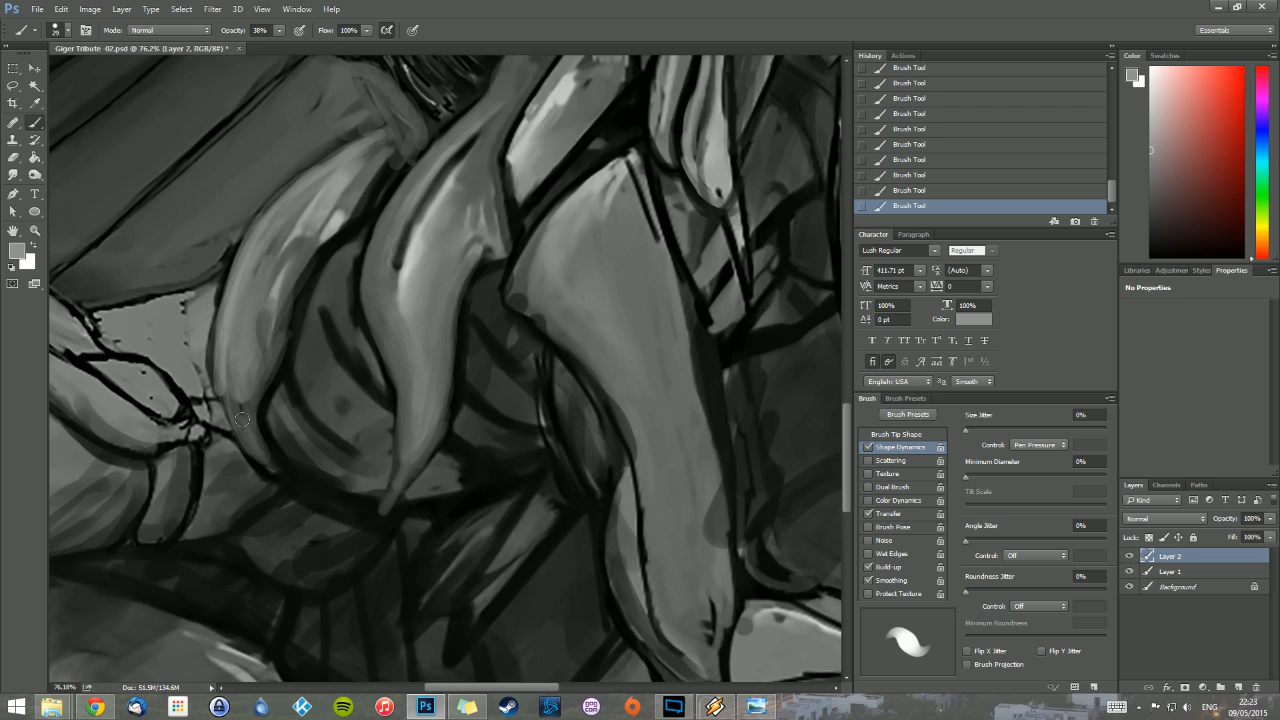 Ps File Edit Image Layer Type Select Filter 3D View Window Help
29 Mode: Normal Opacity: 38% Flow: 100% Essentials
Giger Tribute -02.psd @ 76.2% (Layer 2, RGB/8#) * ×
History Actions
Brush Tool
Brush Tool
Brush Tool
Brush Tool
Brush Tool
Brush Tool
Brush Tool
Brush Tool
Brush Tool
Brush Tool
Character Paragraph
Lush Regular Regular
411.71 pt (Auto)
Metrics 0
100% 100%
0 pt Color:
English: USA Smooth
Brush Brush Presets
Brush Presets
Brush Tip Shape
Shape Dynamics
Scattering
Texture
Dual Brush
Color Dynamics
Transfer
Brush Pose
Noise
Wet Edges
Build-up
Smoothing
Protect Texture
Size Jitter 0%
Control: Pen Pressure
Minimum Diameter 0%
Tilt Scale
Angle Jitter 0%
Control: Off
Roundness Jitter 0%
Control: Off
Minimum Roundness
Flip X Jitter Flip Y Jitter
Brush Projection
Color Swatches
Libraries Adjustmen Styles Properties
No Properties
Layers Channels Paths
Kind
Normal Opacity: 100%
Lock: Fill: 100%
Layer 2
Layer 1
Background
76.18% Doc: 51.5M/134.6M
Ps gog.com ENG 22:23
09/05/2015